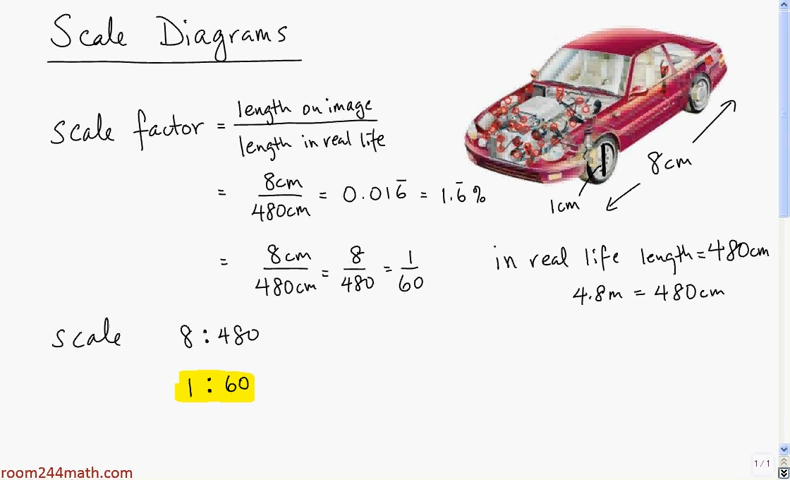 Scale Diagrams
scale factor = length on image / length in real life
= 8cm / 480cm = 0.016̄ = 1.6̄ %
= 8cm / 480cm = 8 / 480 = 1 / 60
8cm
1cm
in real life length = 480cm
4.8m = 480cm
scale 8 : 480
1 : 60
1 / 1
room244math.com